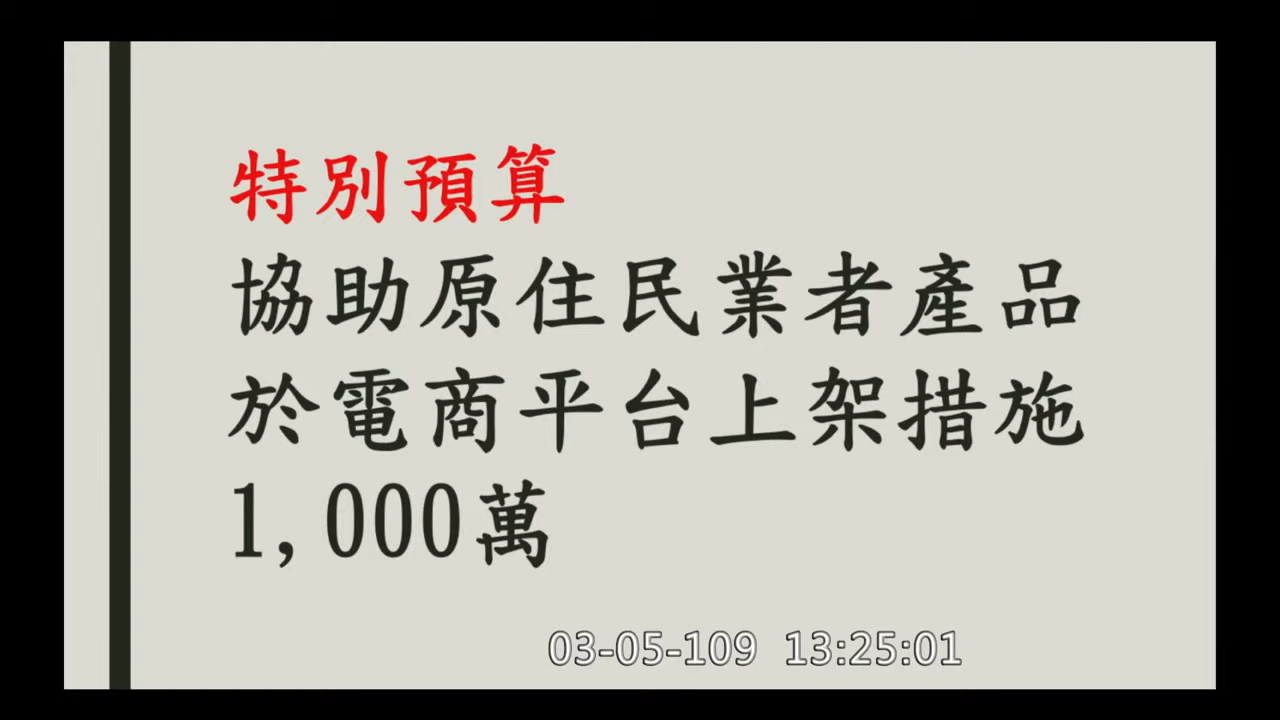 特別預算
協助原住民業者產品
於電商平台上架措施
1,000萬
03-05-109 13:25:01